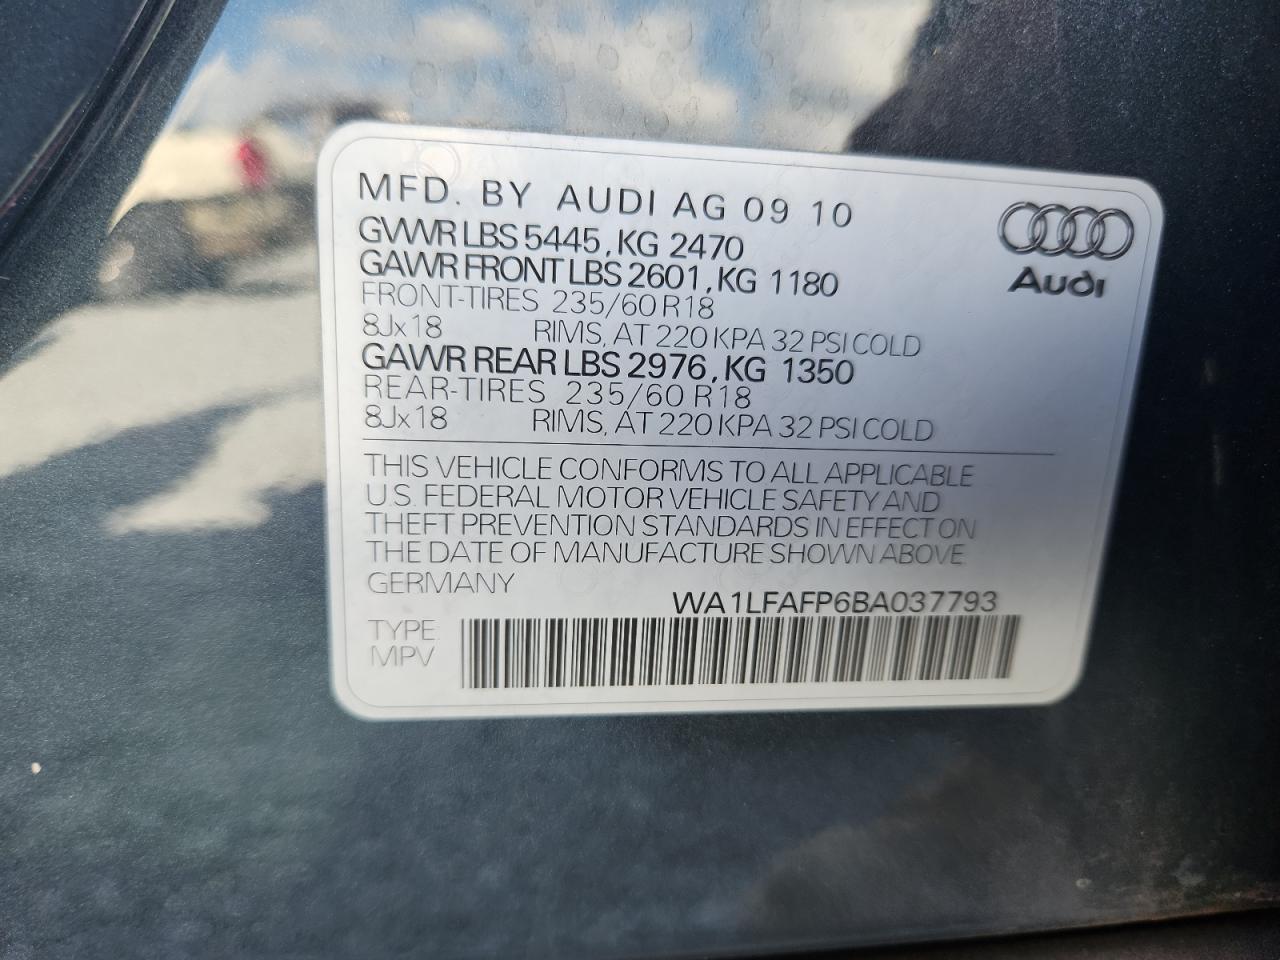 MFD. BY AUDI AG 09 10
GVWR LBS 5445, KG 2470
GAWR FRONT LBS 2601, KG 1180
FRONT-TIRES 235/60 R18
8Jx18 RIMS, AT 220 KPA 32 PSI COLD
GAWR REAR LBS 2976, KG 1350
REAR-TIRES 235/60 R18
8Jx18 RIMS, AT 220 KPA 32 PSI COLD
Audi
THIS VEHICLE CONFORMS TO ALL APPLICABLE
U.S. FEDERAL MOTOR VEHICLE SAFETY AND
THEFT PREVENTION STANDARDS IN EFFECT ON
THE DATE OF MANUFACTURE SHOWN ABOVE
GERMANY
WA1LFAFP6BA037793
TYPE
MPV